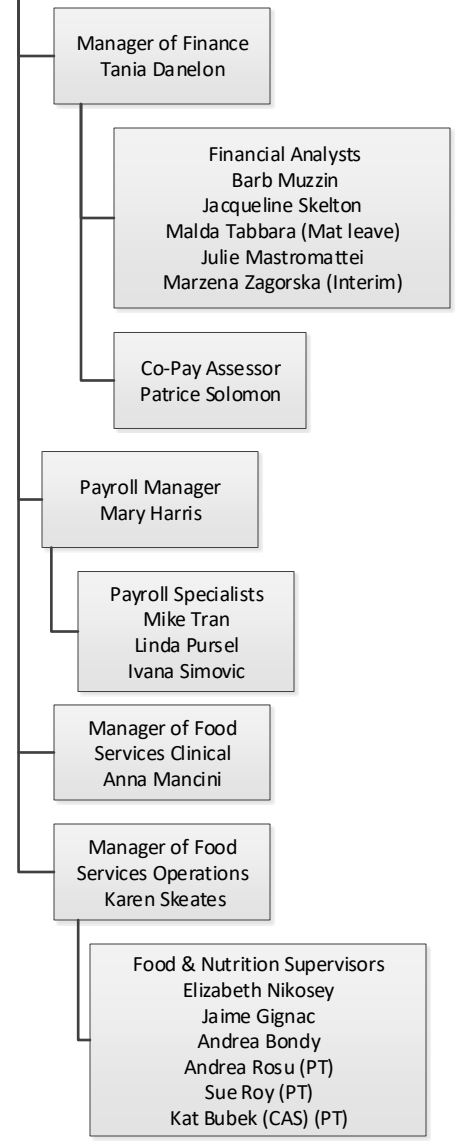 Manager of Finance
Tania Danelon
Financial Analysts
Barb Muzzin
Jacqueline Skelton
Malda Tabbara (Mat leave)
Julie Mastromattei
Marzena Zagorska (Interim)
Co-Pay Assessor
Patrice Solomon
Payroll Manager
Mary Harris
Payroll Specialists
Mike Tran
Linda Pursel
Ivana Simovic
Manager of Food
Services Clinical
Anna Mancini
Manager of Food
Services Operations
Karen Skeates
Food & Nutrition Supervisors
Elizabeth Nikosey
Jaime Gignac
Andrea Bondy
Andrea Rosu (PT)
Sue Roy (PT)
Kat Bubek (CAS) (PT)